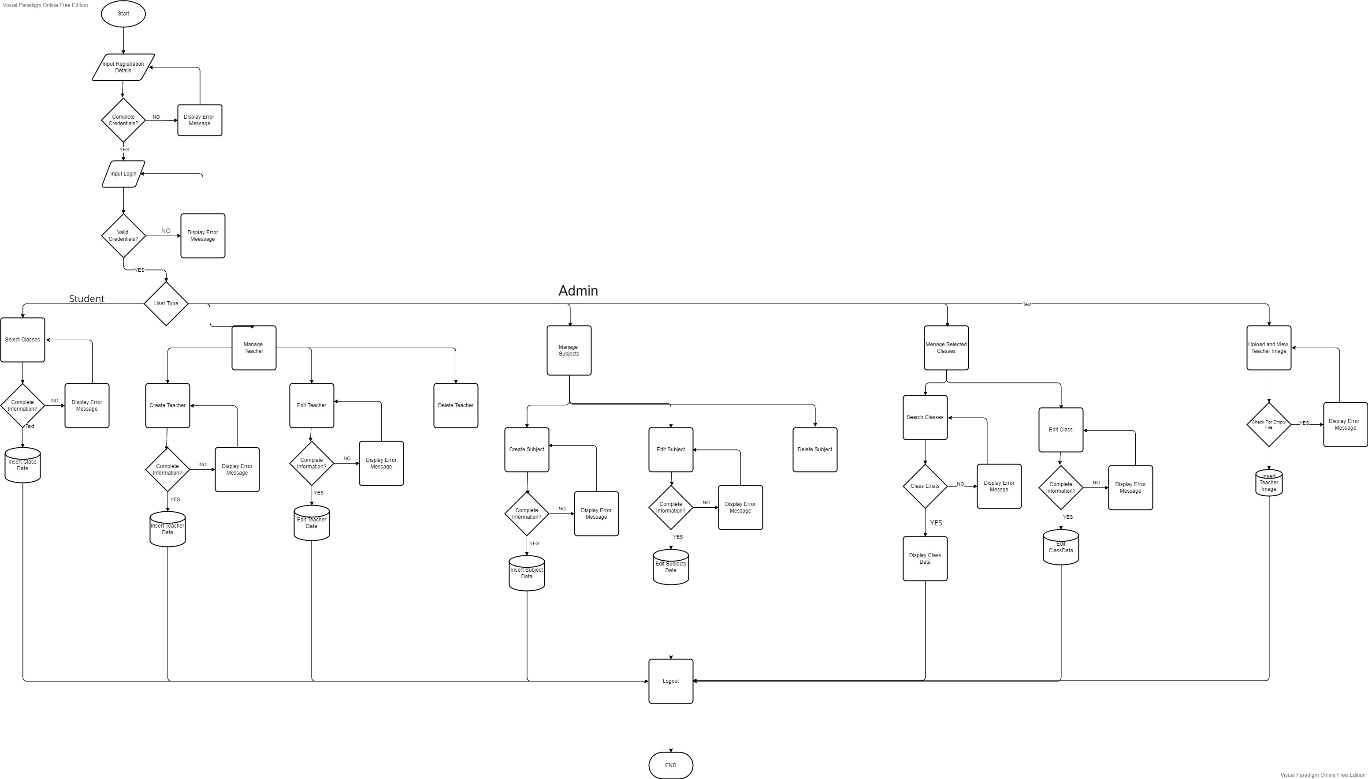 Visual Paradigm Online Free Edition
Start
Input Registration
Details
Complete
Credentials?
NO
Display Error
Message
YES
Input Login
Valid
Credentials?
NO
Display Error
Meessage
YES
User Type
Student
Admin
Text
Select Classes
Complete
Information?
NO
Display Error
Message
Text
Insert Class
Data
Manage
Teacher
Create Teacher
Complete
Information?
NO
Display Error
Message
YES
Insert Teacher
Data
Edit Teacher
Complete
Information?
NO
Display Error
Message
YES
Edit Teacher
Data
Delete Teacher
Manage
Subjects
Create Subject
Complete
Information?
NO
Display Error
Message
YES
Insert Subject
Data
Edit Subject
Complete
Information?
NO
Display Error
Message
YES
Edit Subjects
Data
Delete Subject
Menage Selected
Classes
Search Classes
Class Exists
NO
Display Error
Messge
YES
Display Class
Data
Edit Class
Complete
Information?
NO
Display Error
Message
YES
Edit
ClassData
Upload and View
Teacher Image
Check For Empty
File
YES
Display Error
Message
Insert
Teacher
Image
Logout
END
Visual Paradigm Online Free Edition